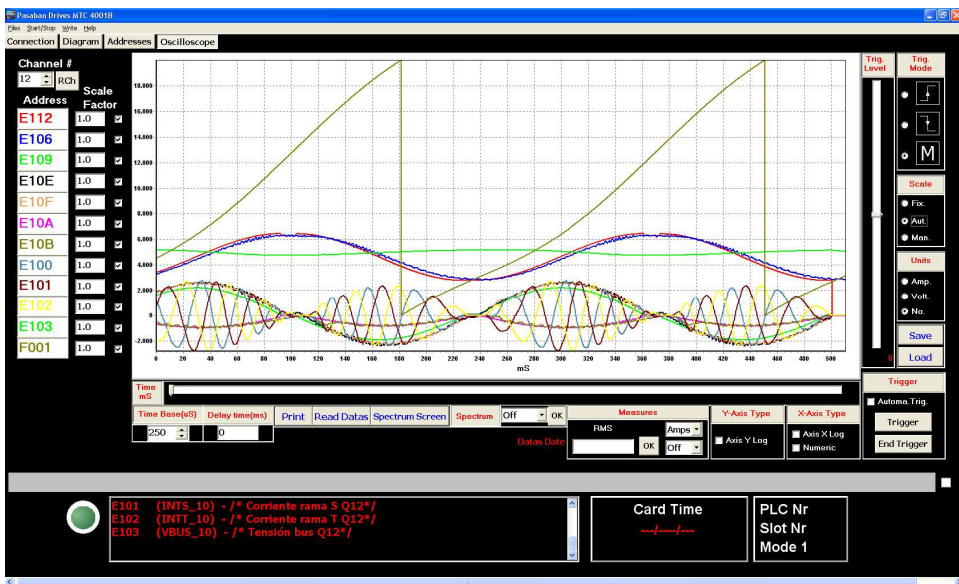 Pasaban Drives MTC 4001B
Files Start/Stop Write Help
Connection Diagram Addresses Oscilloscope
Channel #
12 RCh
Address Scale Factor
E112 1.0
E106 1.0
E109 1.0
E10E 1.0
E10F 1.0
E10A 1.0
E10B 1.0
E100 1.0
E101 1.0
E102 1.0
E103 1.0
F001 1.0
18.000
16.000
14.000
12.000
10.000
8.000
6.000
4.000
2.000
0
-2.000
0 20 40 60 80 100 120 140 160 180 200 220 240 260 280 300 320 340 360 380 400 420 440 460 480 500
mS
Trig. Level
0
Trig. Mode
M
Scale
Fix.
Aut.
Man.
Units
Amp.
Volt.
No.
Save
Load
Time mS
Time Base(uS)
250
Delay time(ms)
0
Print Read Datas Spectrum Screen
Spectrum Off OK
Datas Date
Measures
RMS Amps
OK Off
Y-Axis Type
Axis Y Log
X-Axis Type
Axis X Log
Numeric
Trigger
Automa.Trig.
Trigger
End Trigger
E101 (INTS_10) - /* Corriente rama S Q12*/
E102 (INTT_10) - /* Corriente rama T Q12*/
E103 (VBUS_10) - /* Tensión bus Q12*/
Card Time
---/----/---
PLC Nr
Slot Nr
Mode 1